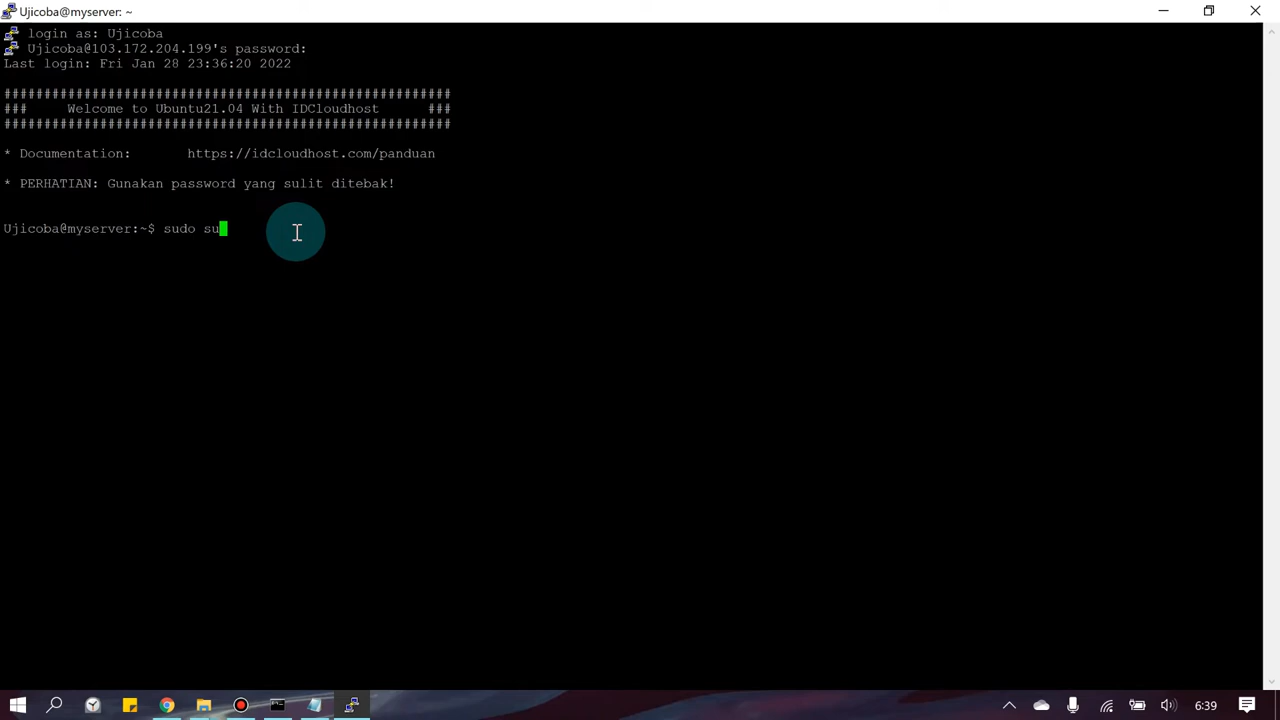 Ujicoba@myserver: ~
login as: Ujicoba
Ujicoba@103.172.204.199's password:
Last login: Fri Jan 28 23:36:20 2022
########################################################
###     Welcome to Ubuntu21.04 With IDCloudhost      ###
########################################################
* Documentation:       https://idcloudhost.com/panduan
* PERHATIAN: Gunakan password yang sulit ditebak!
Ujicoba@myserver:~$ sudo su
6:39